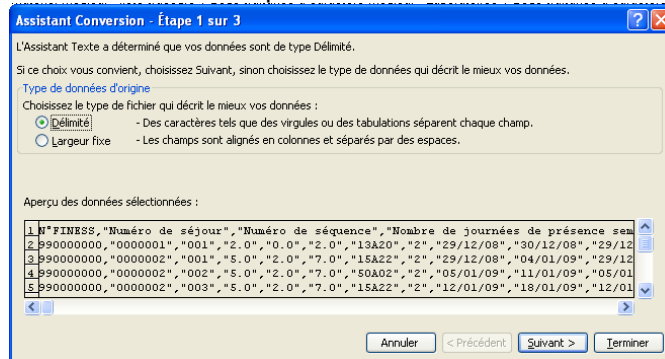 Assistant Conversion - Étape 1 sur 3
L'Assistant Texte a déterminé que vos données sont de type Délimité.
Si ce choix vous convient, choisissez Suivant, sinon choisissez le type de données qui décrit le mieux vos données.
Type de données d'origine
Choisissez le type de fichier qui décrit le mieux vos données :
Délimité - Des caractères tels que des virgules ou des tabulations séparent chaque champ.
Largeur fixe - Les champs sont alignés en colonnes et séparés par des espaces.
Aperçu des données sélectionnées :
1 N°FINESS,"Numéro de séjour","Numéro de séquence","Nombre de journées de présence sem
2 990000000,"0000001","001","2.0","0.0","2.0","13A20","2","29/12/08","30/12/08","29/12
3 990000002,"0000002","001","5.0","2.0","7.0","15A22","2","29/12/08","04/01/09","29/12
4 990000000,"0000002","002","5.0","2.0","7.0","50A02","2","05/01/09","11/01/09","05/01
5 990000000,"0000002","003","5.0","2.0","7.0","15A22","2","12/01/09","18/01/09","12/01
Annuler < Précédent Suivant > Terminer